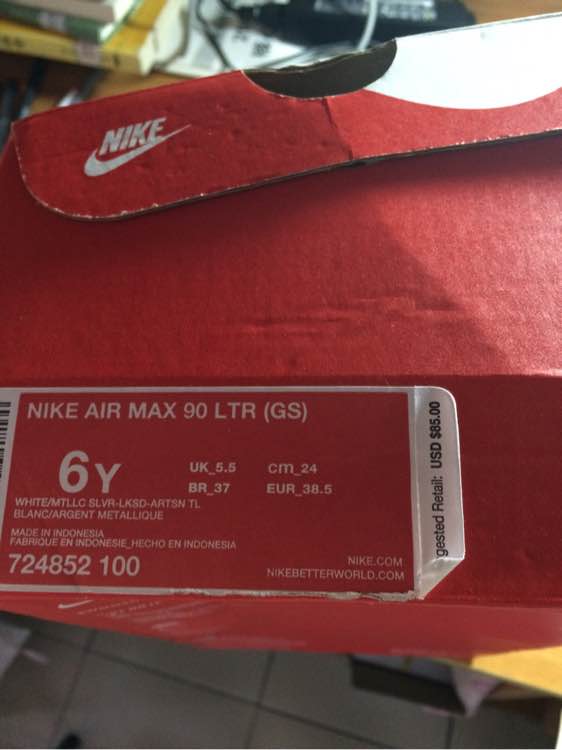 NIKE
NIKE AIR MAX 90 LTR (GS)
6Y
UK_5.5 cm_24
BR_37 EUR_38.5
WHITE/MTLLC SLVR-LKSD-ARTSN TL
BLANC/ARGENT METALLIQUE
MADE IN INDONESIA
FABRIQUE EN INDONESIE_HECHO EN INDONESIA
724852 100
NIKE.COM
NIKEBETTERWORLD.COM
gested Retail: USD $85.00